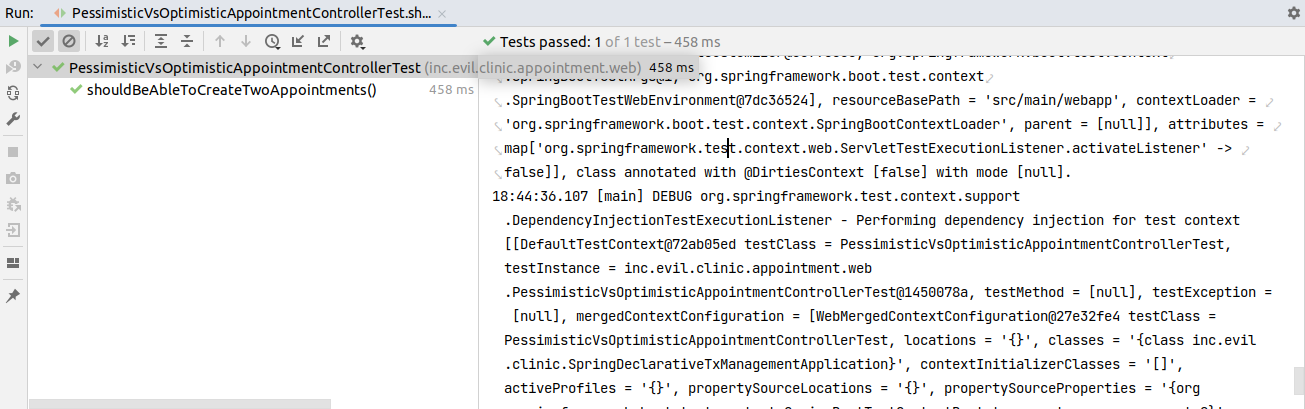 Run: PessimisticVsOptimisticAppointmentControllerTest.sh...
Tests passed: 1 of 1 test – 458 ms
PessimisticVsOptimisticAppointmentControllerTest (inc.evil.clinic.appointment.web) 458 ms
shouldBeAbleToCreateTwoAppointments() 458 ms
org.springframework.boot.test.context
.SpringBootTestWebEnvironment@7dc36524], resourceBasePath = 'src/main/webapp', contextLoader =
'org.springframework.boot.test.context.SpringBootContextLoader', parent = [null]], attributes =
map['org.springframework.test.context.web.ServletTestExecutionListener.activateListener' ->
false]], class annotated with @DirtiesContext [false] with mode [null].
18:44:36.107 [main] DEBUG org.springframework.test.context.support
.DependencyInjectionTestExecutionListener - Performing dependency injection for test context
[[DefaultTestContext@72ab05ed testClass = PessimisticVsOptimisticAppointmentControllerTest,
testInstance = inc.evil.clinic.appointment.web
.PessimisticVsOptimisticAppointmentControllerTest@1450078a, testMethod = [null], testException =
[null], mergedContextConfiguration = [WebMergedContextConfiguration@27e32fe4 testClass =
PessimisticVsOptimisticAppointmentControllerTest, locations = '{}', classes = '{class inc.evil
.clinic.SpringDeclarativeTxManagementApplication}', contextInitializerClasses = '[]',
activeProfiles = '{}', propertySourceLocations = '{}', propertySourceProperties = '{org